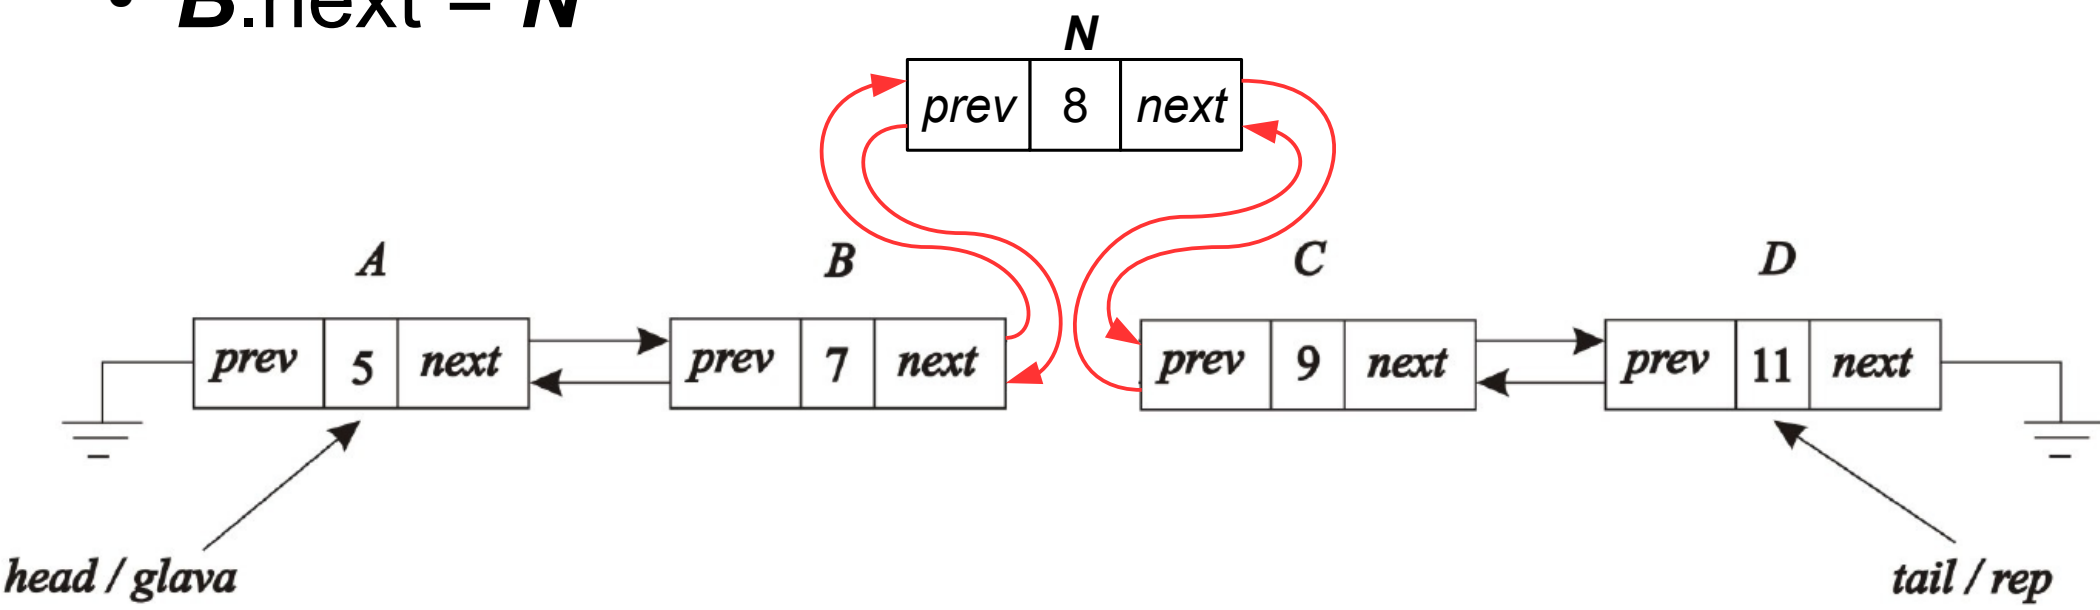 • B.next = N
N
prev 8 next
A B C D
prev 5 next prev 7 next prev 9 next prev 11 next
head / glava tail / rep